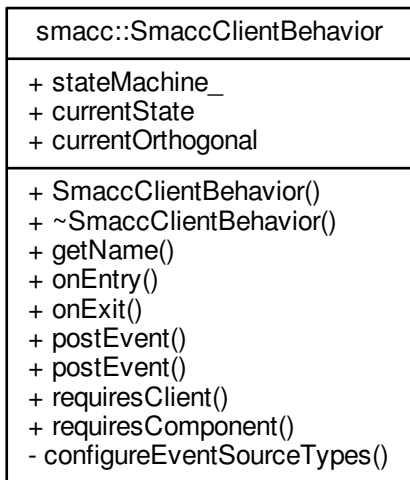 smacc::SmaccClientBehavior
+ stateMachine_
+ currentState
+ currentOrthogonal
+ SmaccClientBehavior()
+ ~SmaccClientBehavior()
+ getName()
+ onEntry()
+ onExit()
+ postEvent()
+ postEvent()
+ requiresClient()
+ requiresComponent()
- configureEventSourceTypes()